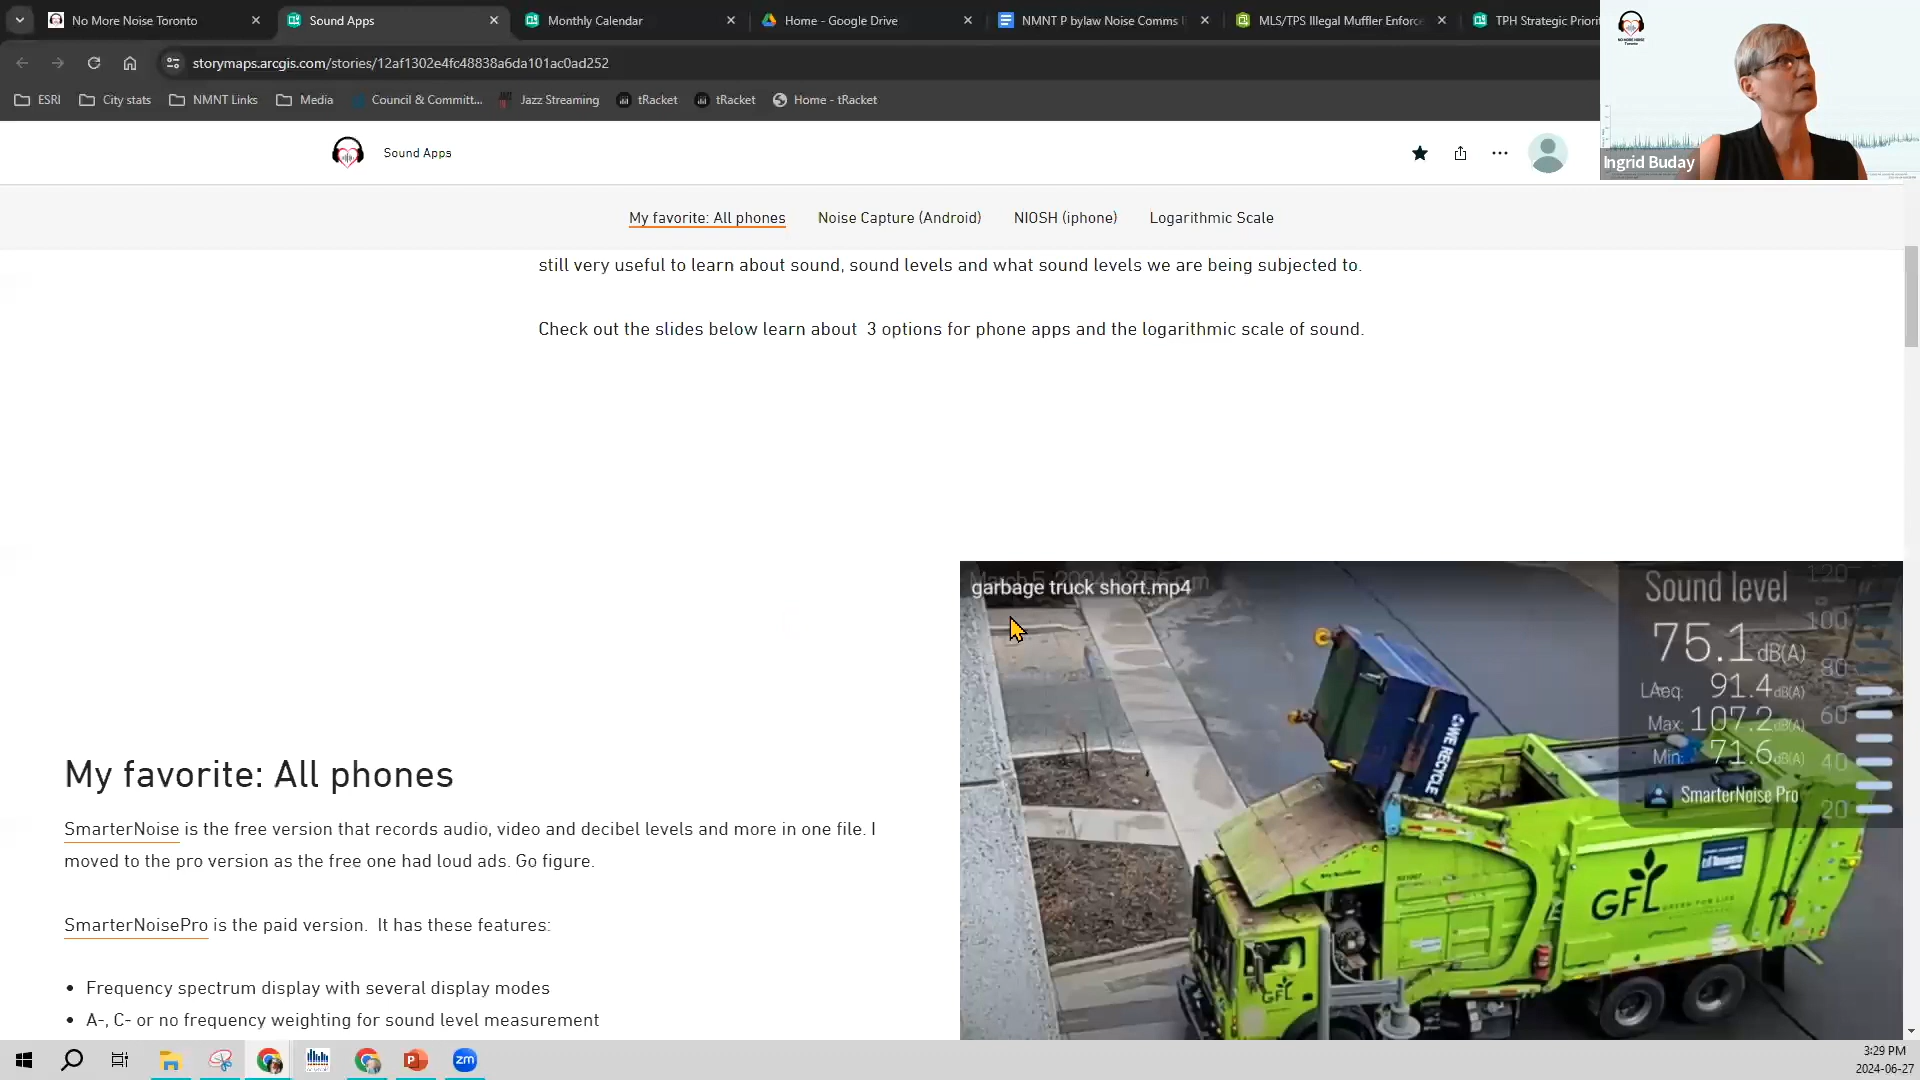 No More Noise Toronto
Sound Apps
Monthly Calendar
Home - Google Drive
NMNT P bylaw Noise Comms
MLS/TPS Illegal Muffler Enforce
TPH Strategic Priorit
storymaps.arcgis.com/stories/12af1302e4fc48838a6da101ac0ad252
ESRI
City stats
NMNT Links
Media
Council & Committ...
Jazz Streaming
tRacket
tRacket
Home - tRacket
Ingrid Buday
Sound Apps
My favorite: All phones
Noise Capture (Android)
NIOSH (iphone)
Logarithmic Scale
still very useful to learn about sound, sound levels and what sound levels we are being subjected to.
Check out the slides below learn about 3 options for phone apps and the logarithmic scale of sound.
My favorite: All phones
SmarterNoise is the free version that records audio, video and decibel levels and more in one file. I
moved to the pro version as the free one had loud ads. Go figure.
SmarterNoisePro is the paid version. It has these features:
• Frequency spectrum display with several display modes
• A-, C- or no frequency weighting for sound level measurement
garbage truck short.mp4
Sound level
75.1 dB(A)
LAeq: 91.4 dB(A)
Max: 107.2 dB(A)
Min: 71.6 dB(A)
SmarterNoise Pro
120
100
80
60
40
20
WE RECYCLE
GFL GREEN FOR LIFE
GFL
zm
3:29 PM
2024-06-27